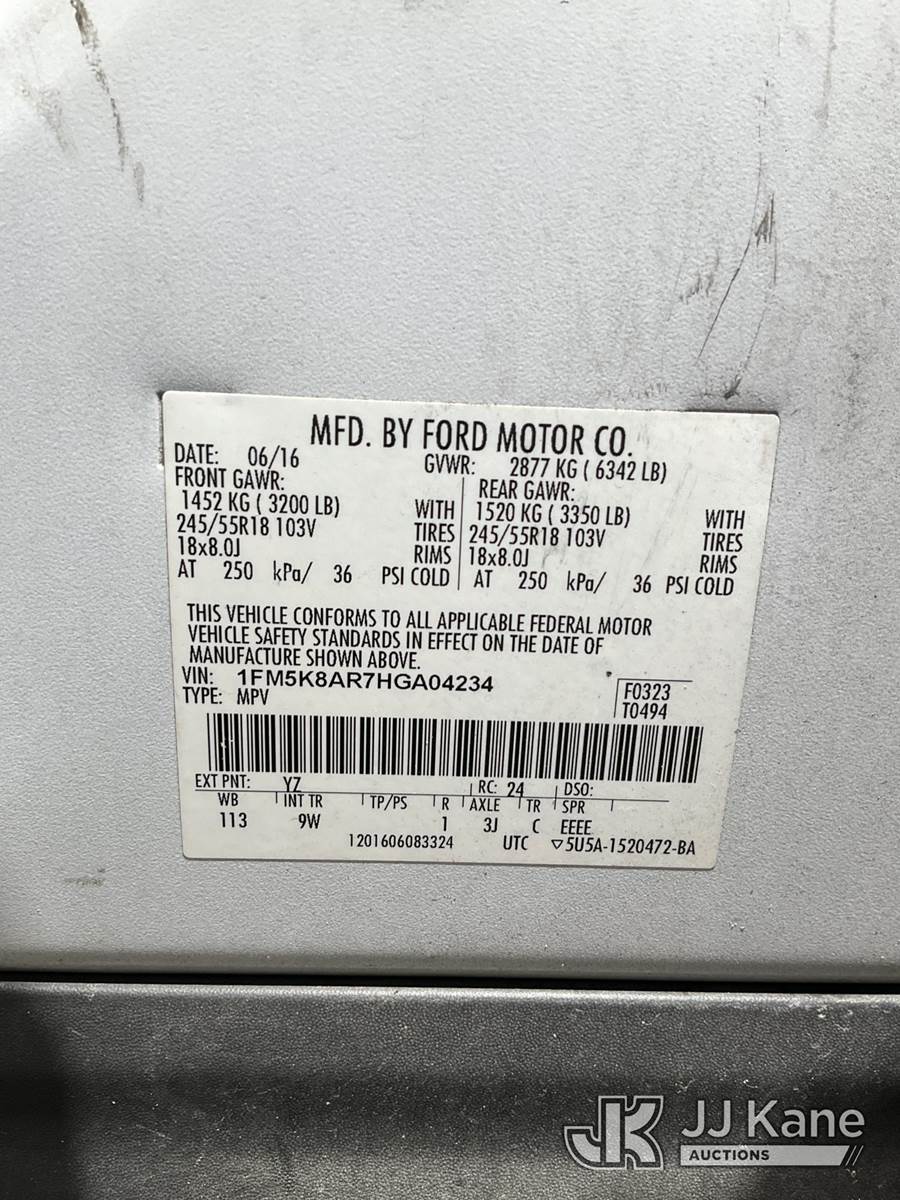 MFD. BY FORD MOTOR CO.
DATE: 06/16 GVWR: 2877 KG ( 6342 LB)
FRONT GAWR: REAR GAWR:
1452 KG ( 3200 LB) WITH 1520 KG ( 3350 LB) WITH
245/55R18 103V TIRES 245/55R18 103V TIRES
18x8.0J RIMS 18x8.0J RIMS
AT 250 kPa/ 36 PSI COLD AT 250 kPa/ 36 PSI COLD
THIS VEHICLE CONFORMS TO ALL APPLICABLE FEDERAL MOTOR
VEHICLE SAFETY STANDARDS IN EFFECT ON THE DATE OF
MANUFACTURE SHOWN ABOVE.
VIN: 1FM5K8AR7HGA04234 F0323
TYPE: MPV T0494
EXT PNT: YZ RC: 24 DSO:
WB INT TR TP/PS R AXLE TR SPR
113 9W 1 3J C EEEE
1201606083324 UTC ▽5U5A-1520472-BA
JK JJ Kane
AUCTIONS